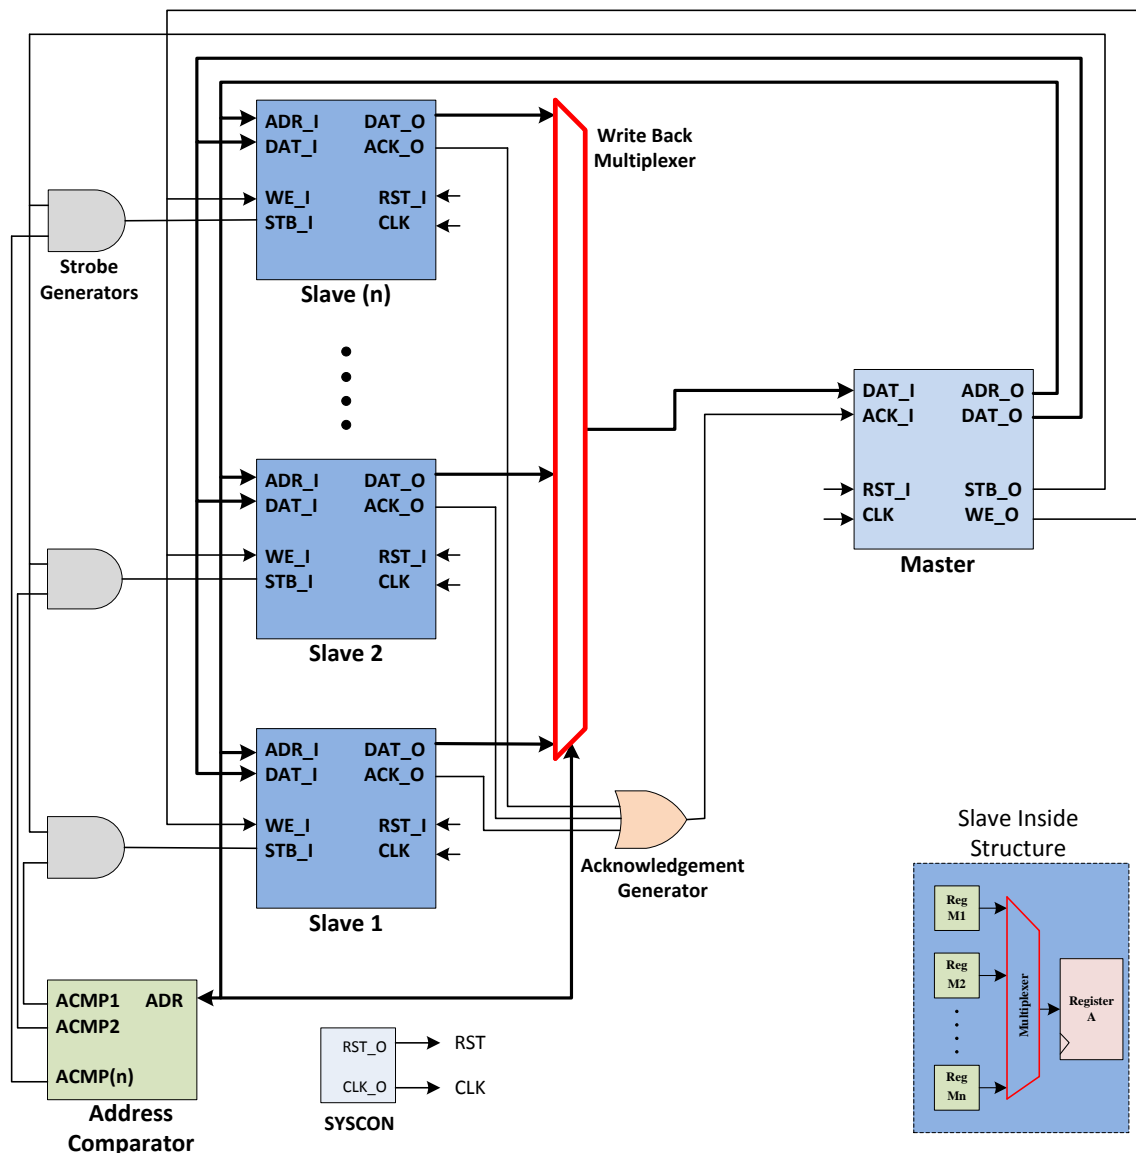 ADR_I DAT_O
DAT_I ACK_O
WE_I RST_I
STB_I CLK
Slave (n)
Strobe
Generators
Write Back
Multiplexer
DAT_I ADR_O
ACK_I DAT_O
RST_I STB_O
CLK WE_O
Master
ADR_I DAT_O
DAT_I ACK_O
WE_I RST_I
STB_I CLK
Slave 2
ADR_I DAT_O
DAT_I ACK_O
WE_I RST_I
STB_I CLK
Slave 1
Acknowledgement
Generator
ACMP1 ADR
ACMP2
ACMP(n)
Address
Comparator
RST_O
CLK_O
SYSCON
RST
CLK
Slave Inside
Structure
Reg
M1
Reg
M2
Reg
Mn
Multiplexer
Register
A